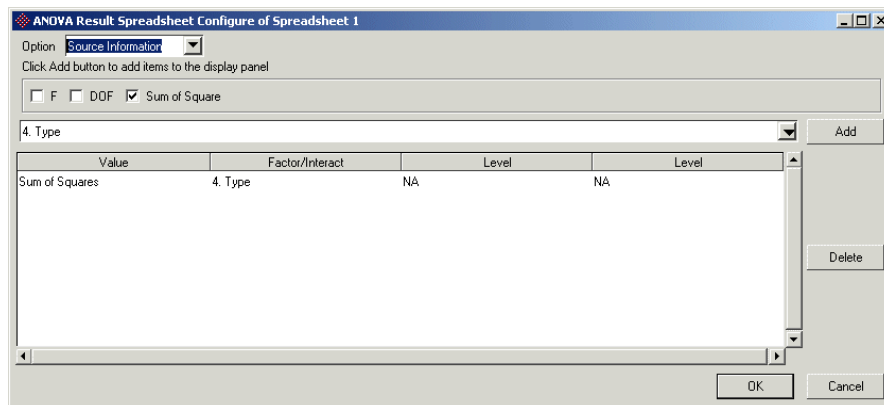 ANOVA Result Spreadsheet Configure of Spreadsheet 1
Option Source Information
Click Add button to add items to the display panel
F DOF Sum of Square
4. Type Add
Value Factor/Interact Level Level
Sum of Squares 4. Type NA NA
Delete
OK Cancel